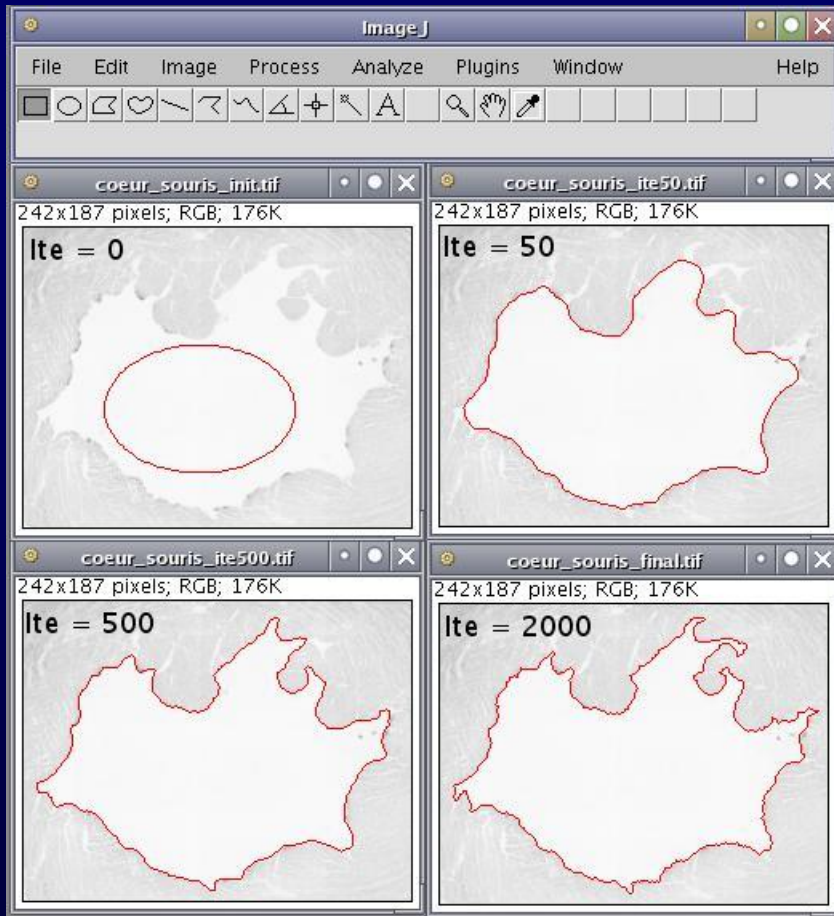 ImageJ
File Edit Image Process Analyze Plugins Window Help
A
coeur_souris_init.tif
242x187 pixels; RGB; 176K
Ite = 0
coeur_souris_ite50.tif
242x187 pixels; RGB; 176K
Ite = 50
coeur_souris_ite500.tif
242x187 pixels; RGB; 176K
Ite = 500
coeur_souris_final.tif
242x187 pixels; RGB; 176K
Ite = 2000